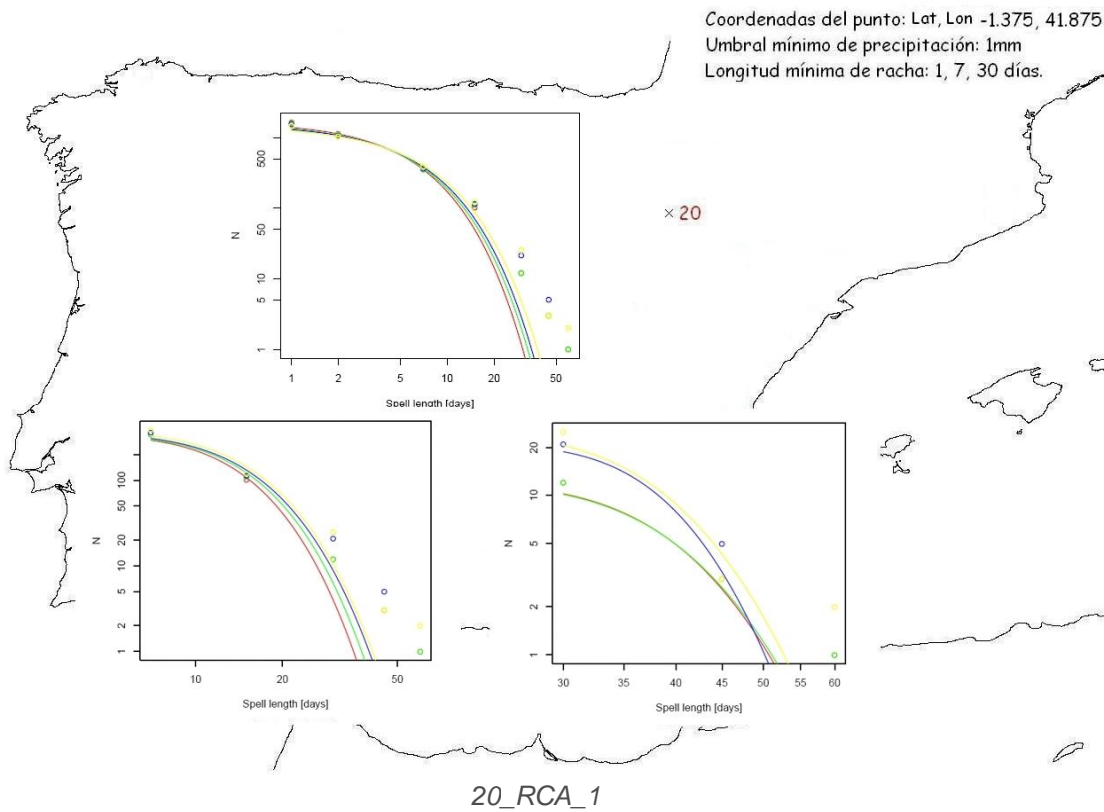 Coordenadas del punto: Lat, Lon -1.375, 41.875
Umbral mínimo de precipitación: 1mm
Longitud mínima de racha: 1, 7, 30 días.
500
50
10
5
1
N
1 2 5 10 20 50
Spell length [days]
× 20
100
50
20
10
5
2
1
N
10 20 50
Spell length [days]
20
10
5
2
1
N
30 35 40 45 50 55 60
Spell length [days]
20_RCA_1